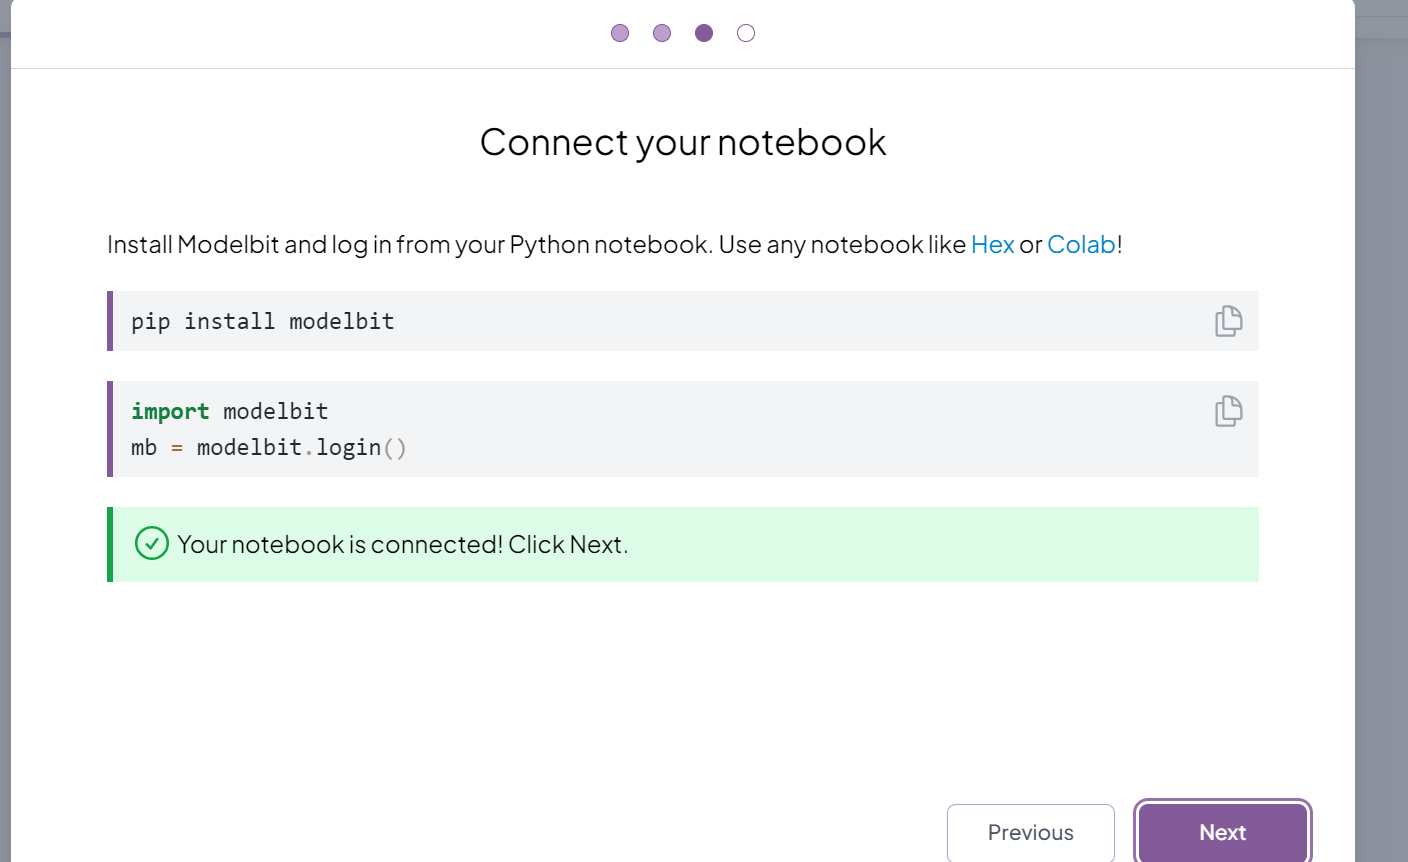 Connect your notebook
Install Modelbit and log in from your Python notebook. Use any notebook like Hex or Colab!
pip install modelbit
import modelbit
mb = modelbit.login()
Your notebook is connected! Click Next.
Previous
Next